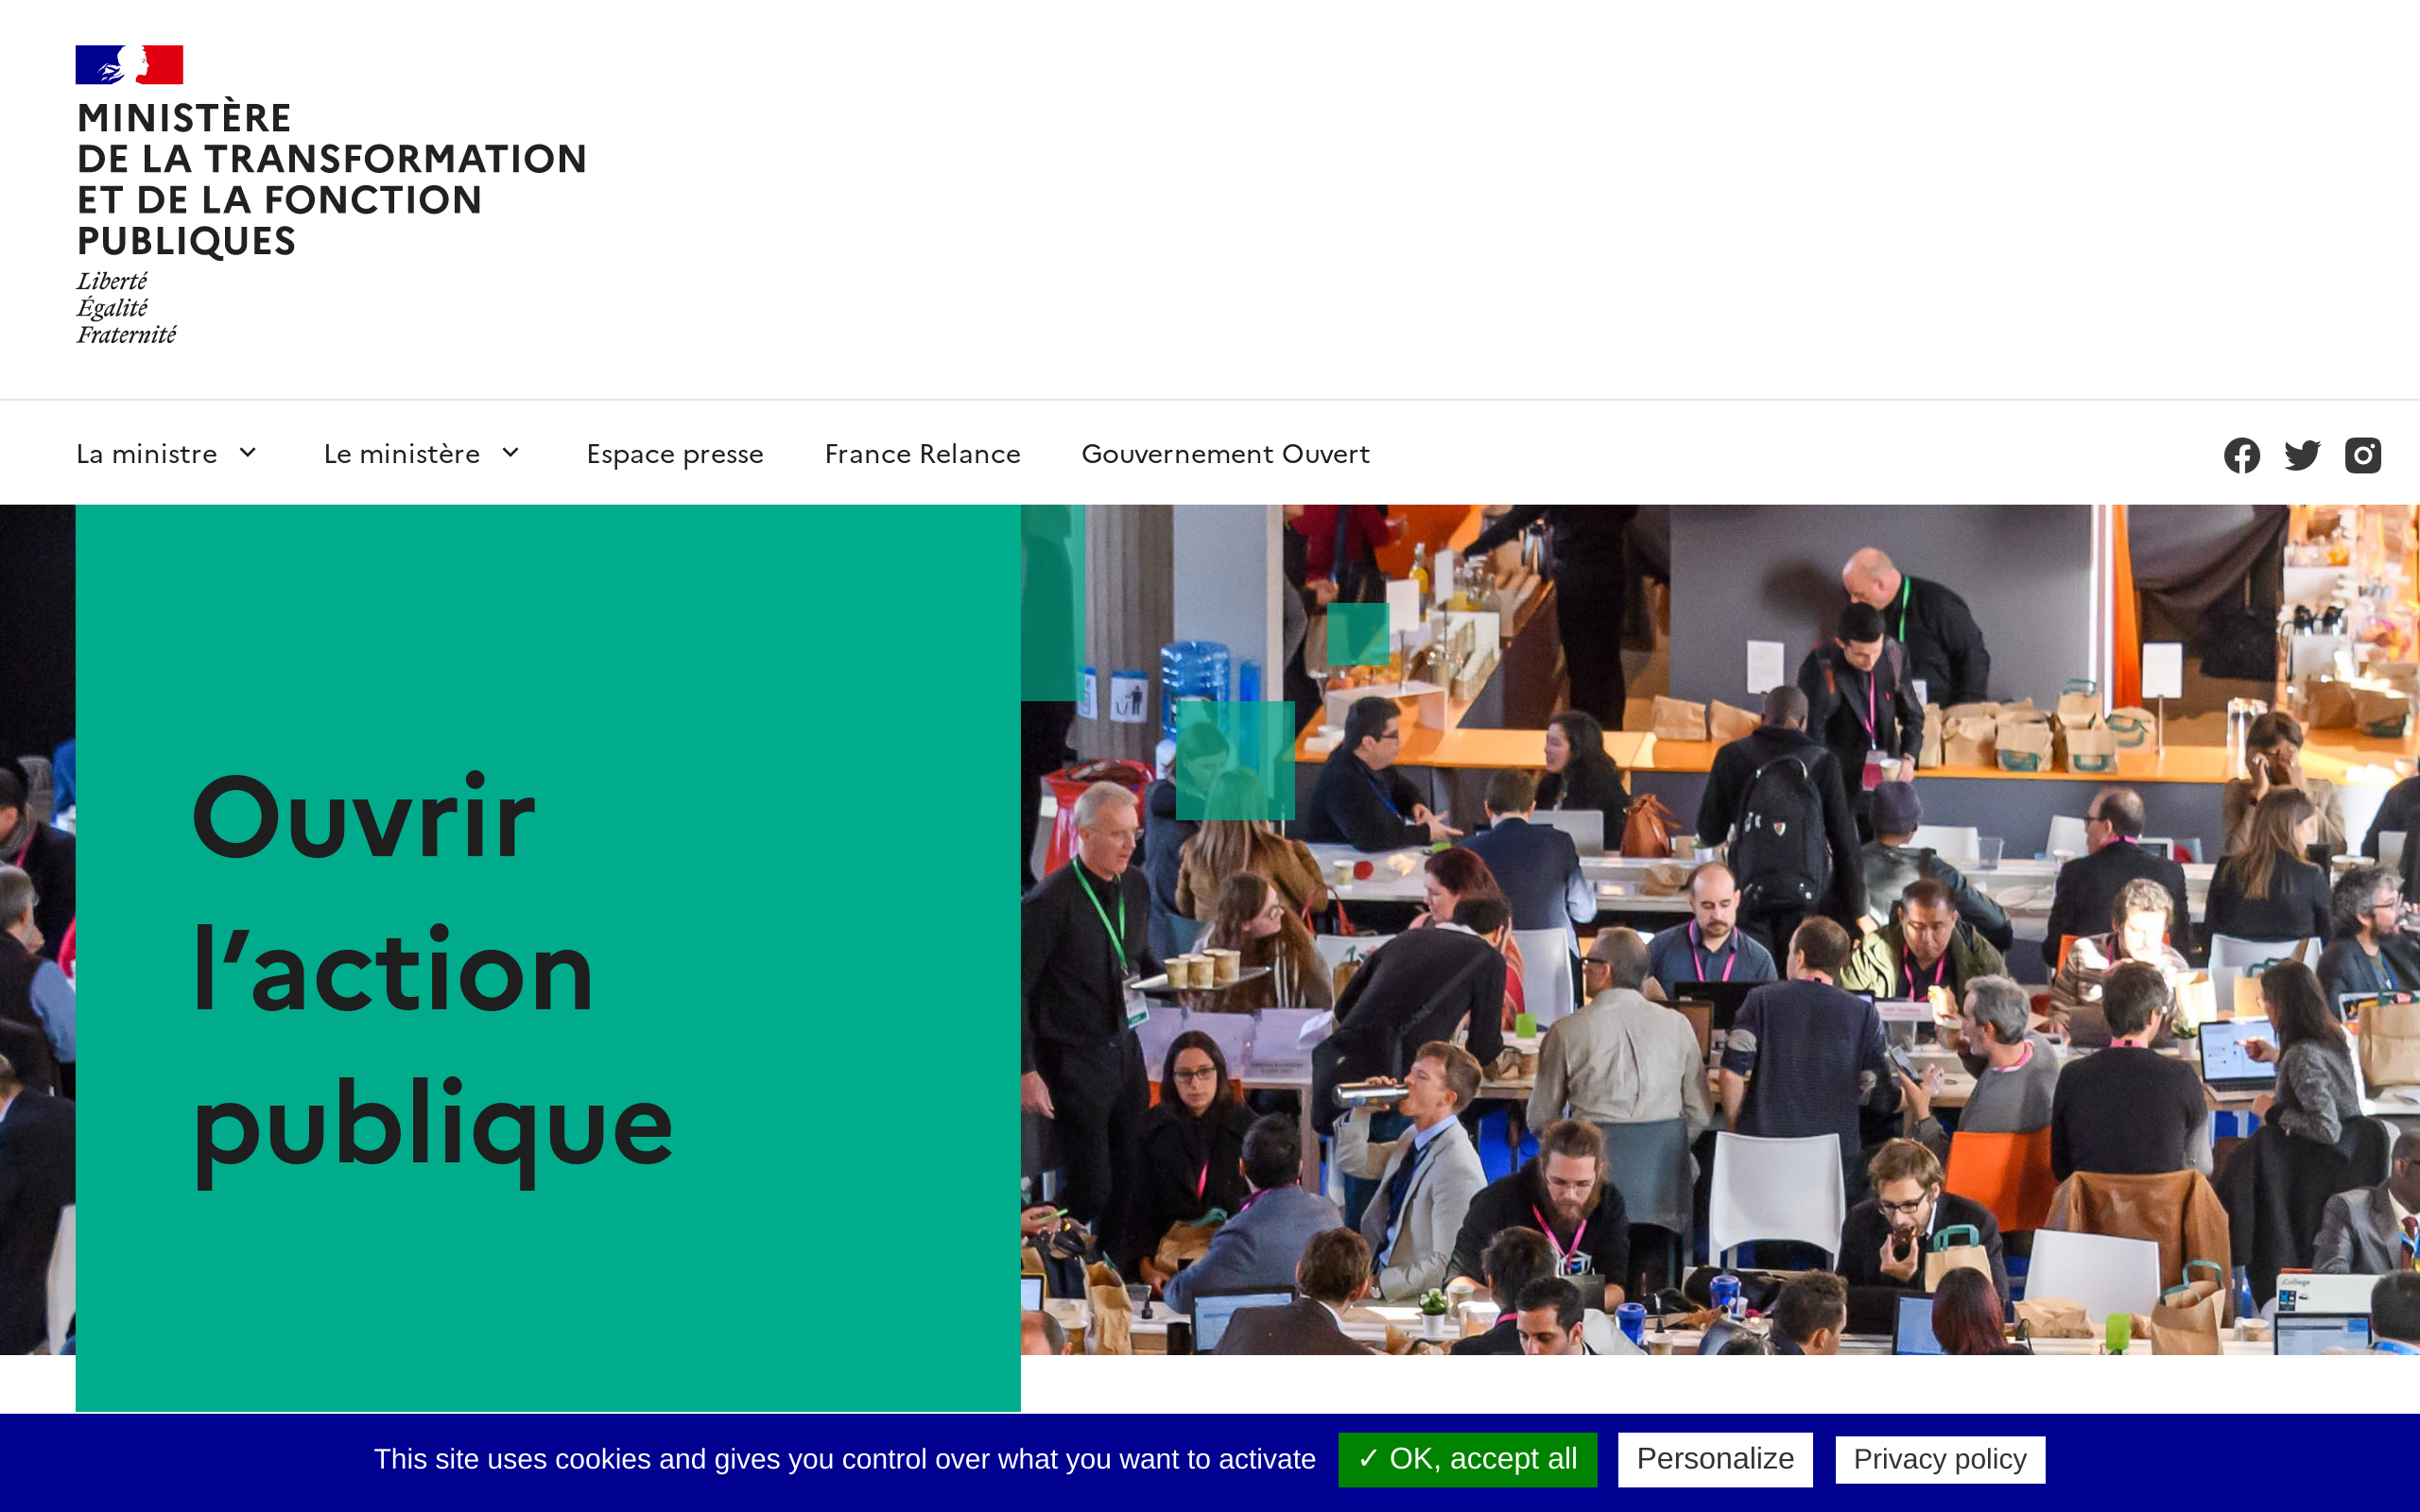 MINISTÈRE
DE LA TRANSFORMATION
ET DE LA FONCTION
PUBLIQUES
Liberté
Égalité
Fraternité
La ministre
Le ministère
Espace presse
France Relance
Gouvernement Ouvert
Ouvrir
l’action
publique
This site uses cookies and gives you control over what you want to activate
✓ OK, accept all
Personalize
Privacy policy